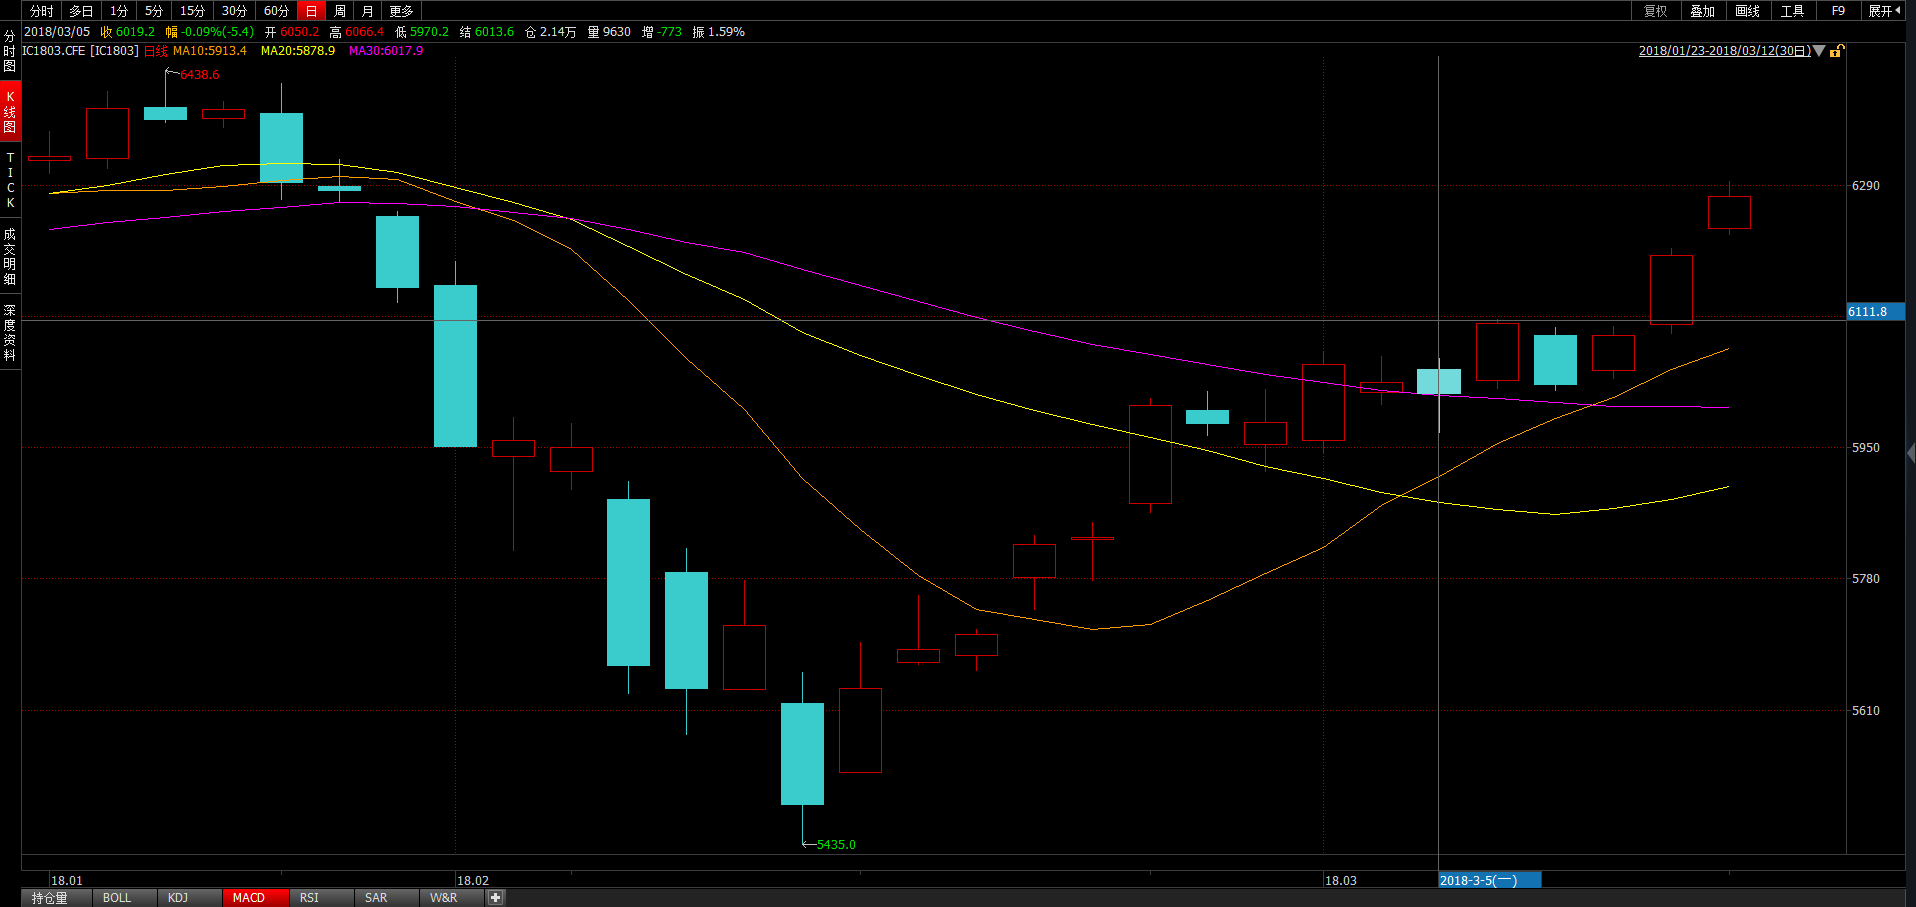 分时 多日 1分 5分 15分 30分 60分 日 周 月 更多 复权 叠加 画线 工具 F9 展开
2018/03/05 收 6019.2 幅 -0.09%(-5.4) 开 6050.2 高 6066.4 低 5970.2 结 6013.6 仓 2.14万 量 9630 增 -773 振 1.59%
IC1803.CFE [IC1803] 日线 MA10:5913.4 MA20:5878.9 MA30:6017.9 2018/01/23-2018/03/12(30日)
分时图
K线图
TICK
成交明细
深度资料
6438.6
6290
6111.8
5950
5780
5610
5435.0
18.01 18.02 18.03 2018-3-5(一)
持仓量 BOLL KDJ MACD RSI SAR W&R